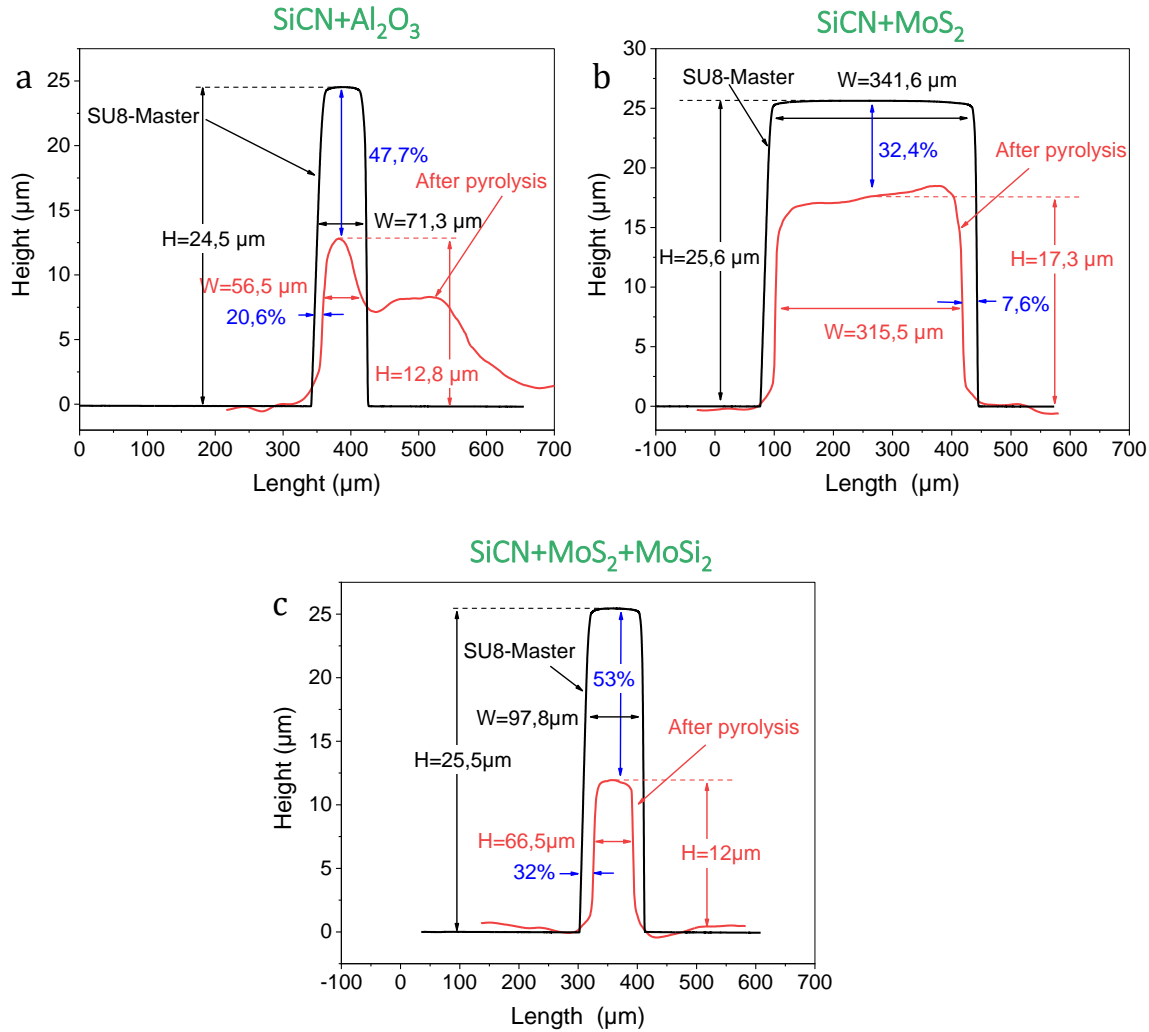 SiCN+Al₂O₃
a
SU8-Master
47,7%
After pyrolysis
W=71,3 µm
H=24,5 µm
W=56,5 µm
20,6%
H=12,8 µm
Height (µm)
0
5
10
15
20
25
0
100
200
300
400
500
600
700
Lenght (µm)
SiCN+MoS₂
b
SU8-Master
W=341,6 µm
32,4%
After pyrolysis
H=25,6 µm
H=17,3 µm
7,6%
W=315,5 µm
Height (µm)
0
5
10
15
20
25
30
-100
0
100
200
300
400
500
600
700
Length (µm)
SiCN+MoS₂+MoSi₂
c
SU8-Master
53%
W=97,8µm
After pyrolysis
H=25,5µm
H=66,5µm
H=12µm
32%
Height (µm)
0
5
10
15
20
25
-100
0
100
200
300
400
500
600
700
Length (µm)